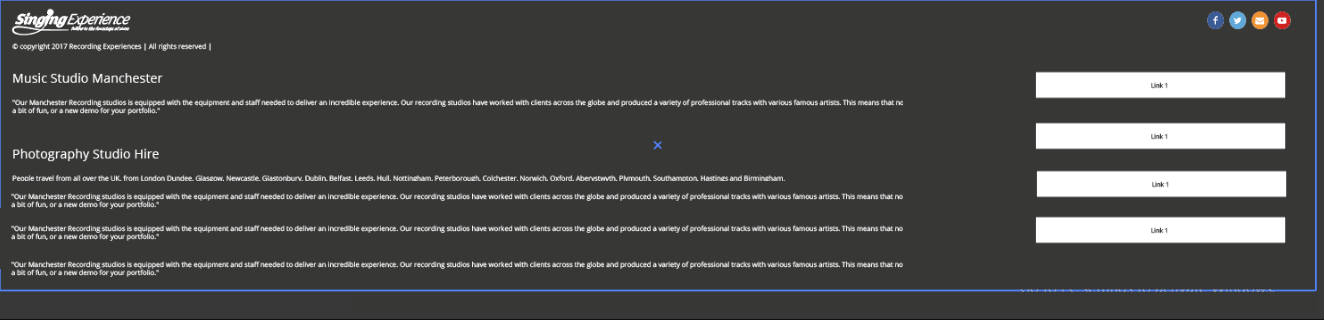 Singing Experience
© copyright 2017 Recording Experiences | All rights reserved |
Music Studio Manchester
"Our Manchester Recording studios is equipped with the equipment and staff needed to deliver an incredible experience. Our recording studios have worked with clients across the globe and produced a variety of professional tracks with various famous artists. This means that no
a bit of fun, or a new demo for your portfolio."
Link 1
Link 1
Photography Studio Hire
People travel from all over the UK, from London Dundee, Glasgow, Newcastle, Glastonbury, Dublin, Belfast, Leeds, Hull, Nottingham, Peterborough, Colchester, Norwich, Oxford, Aberystwyth, Plymouth, Southampton, Hastings and Birmingham.
Link 1
"Our Manchester Recording studios is equipped with the equipment and staff needed to deliver an incredible experience. Our recording studios have worked with clients across the globe and produced a variety of professional tracks with various famous artists. This means that no
a bit of fun, or a new demo for your portfolio."
"Our Manchester Recording studios is equipped with the equipment and staff needed to deliver an incredible experience. Our recording studios have worked with clients across the globe and produced a variety of professional tracks with various famous artists. This means that no
a bit of fun, or a new demo for your portfolio."
Link 1
"Our Manchester Recording studios is equipped with the equipment and staff needed to deliver an incredible experience. Our recording studios have worked with clients across the globe and produced a variety of professional tracks with various famous artists. This means that no
a bit of fun, or a new demo for your portfolio."